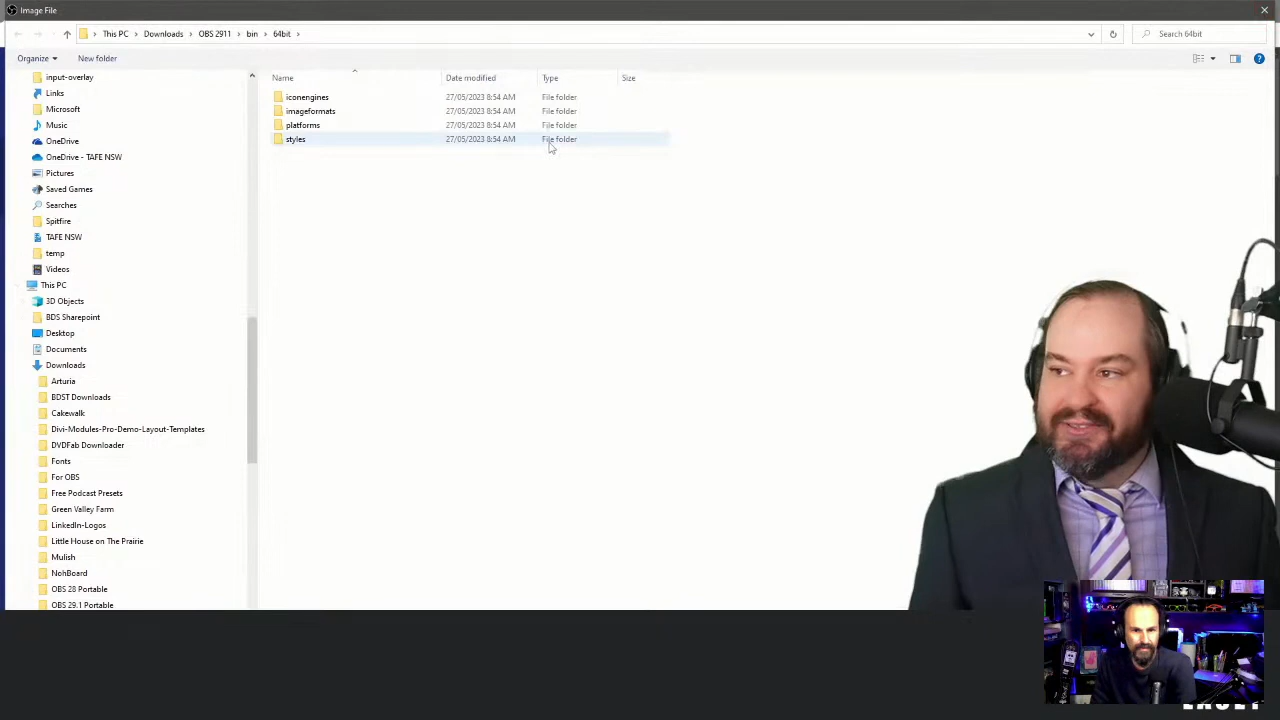 Image File
This PC > Downloads > OBS 2911 > bin > 64bit >
Search 64bit
Organize
New folder
input-overlay
Links
Microsoft
Music
OneDrive
OneDrive - TAFE NSW
Pictures
Saved Games
Searches
Spitfire
TAFE NSW
temp
Videos
This PC
3D Objects
BDS Sharepoint
Desktop
Documents
Downloads
Arturia
BDST Downloads
Cakewalk
Divi-Modules-Pro-Demo-Layout-Templates
DVDFab Downloader
Fonts
For OBS
Free Podcast Presets
Green Valley Farm
LinkedIn-Logos
Little House on The Prairie
Mulish
NohBoard
OBS 28 Portable
OBS 29.1 Portable
Name Date modified Type Size
iconengines 27/05/2023 8:54 AM File folder
imageformats 27/05/2023 8:54 AM File folder
platforms 27/05/2023 8:54 AM File folder
styles 27/05/2023 8:54 AM File folder